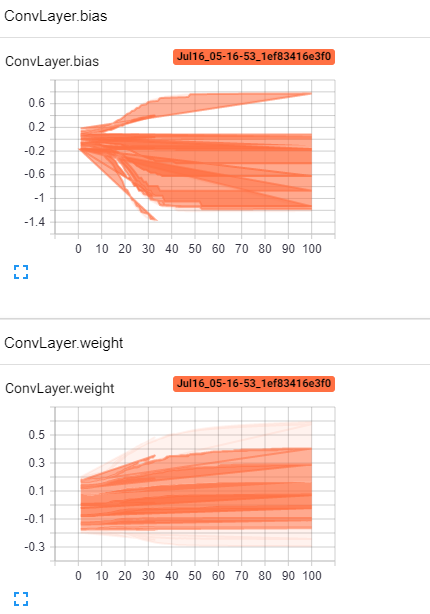 ConvLayer.bias
ConvLayer.bias
Jul16_05-16-53_1ef83416e3f0
0.6
0.2
-0.2
-0.6
-1
-1.4
0 10 20 30 40 50 60 70 80 90 100
ConvLayer.weight
ConvLayer.weight
Jul16_05-16-53_1ef83416e3f0
0.5
0.3
0.1
-0.1
-0.3
0 10 20 30 40 50 60 70 80 90 100